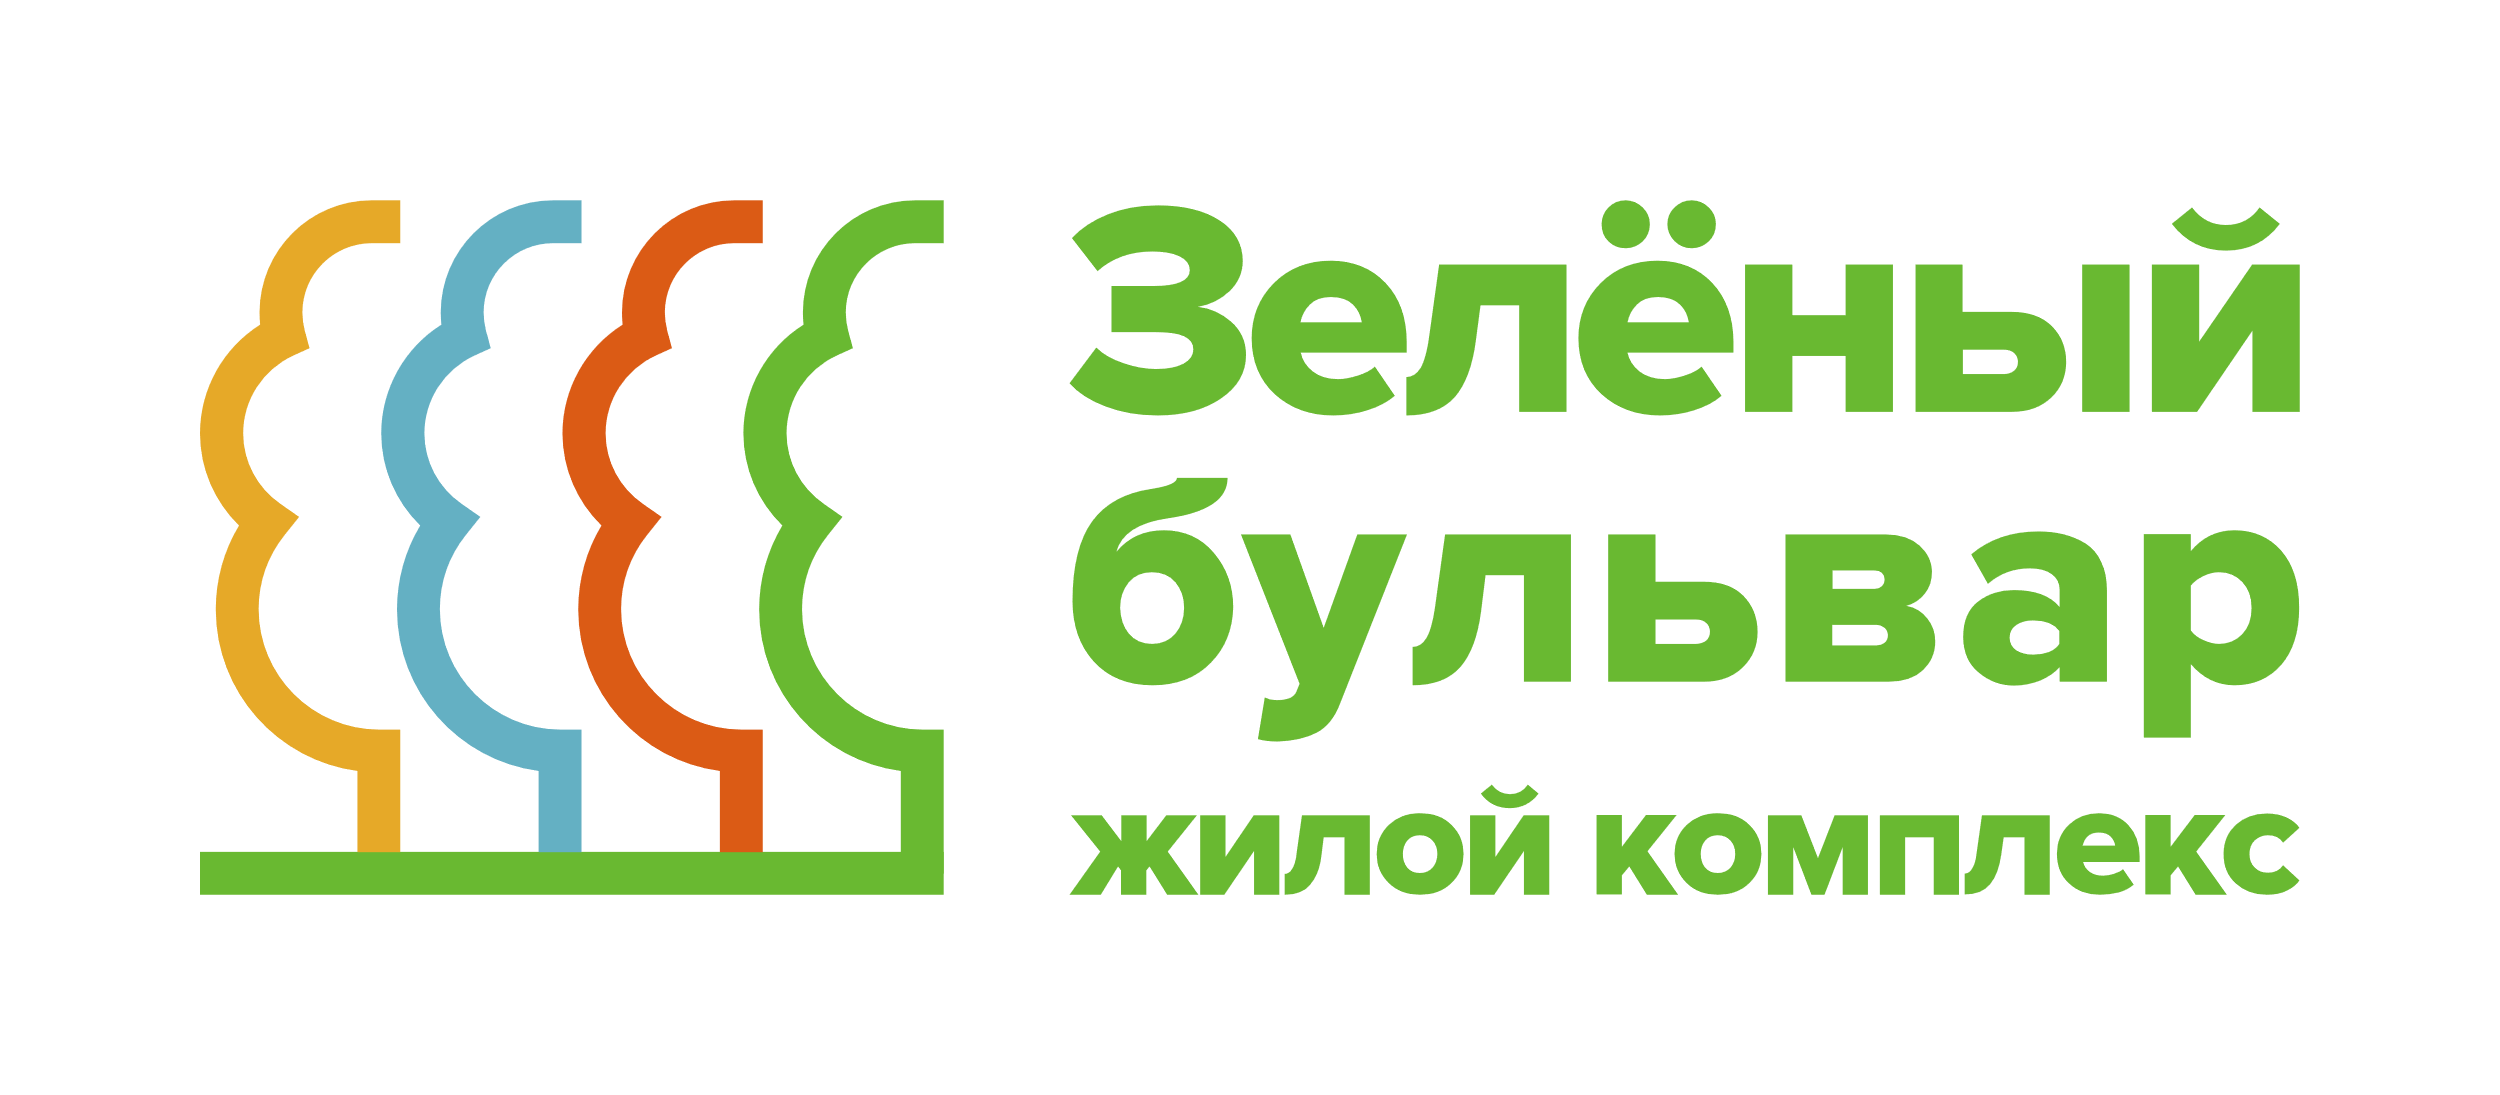 Зелёный
бульвар
жилой комплекс